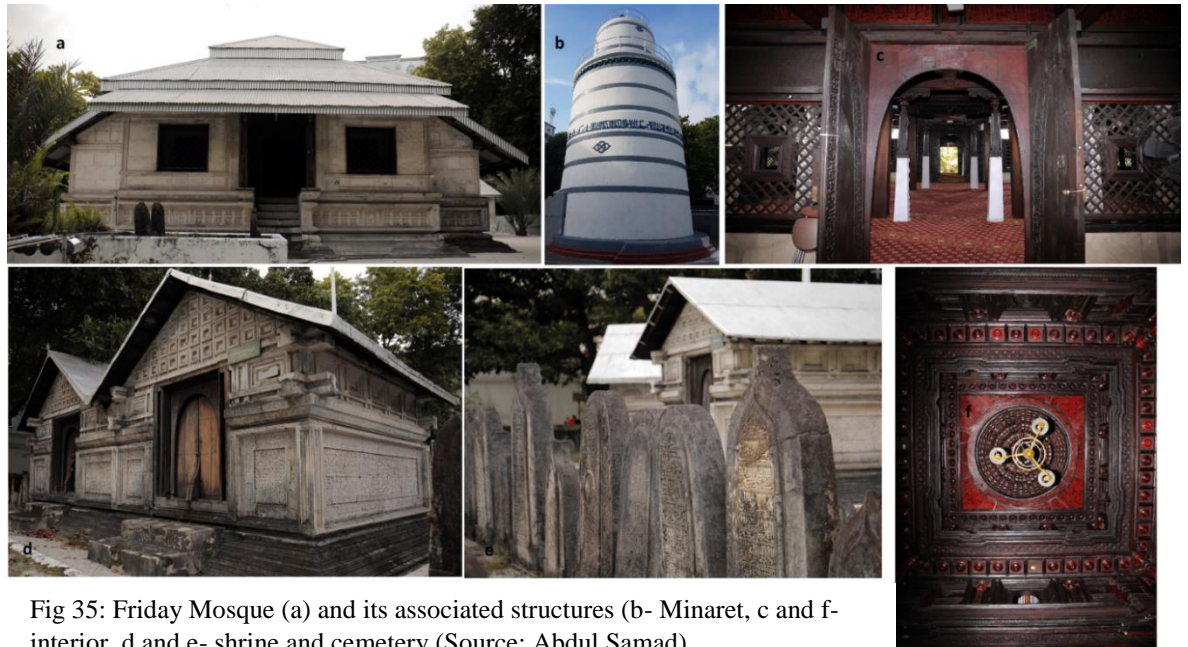 a
b
c
d
e
f
Fig 35: Friday Mosque (a) and its associated structures (b- Minaret, c and f-
interior, d and e- shrine and cemetery (Source: Abdul Samad)